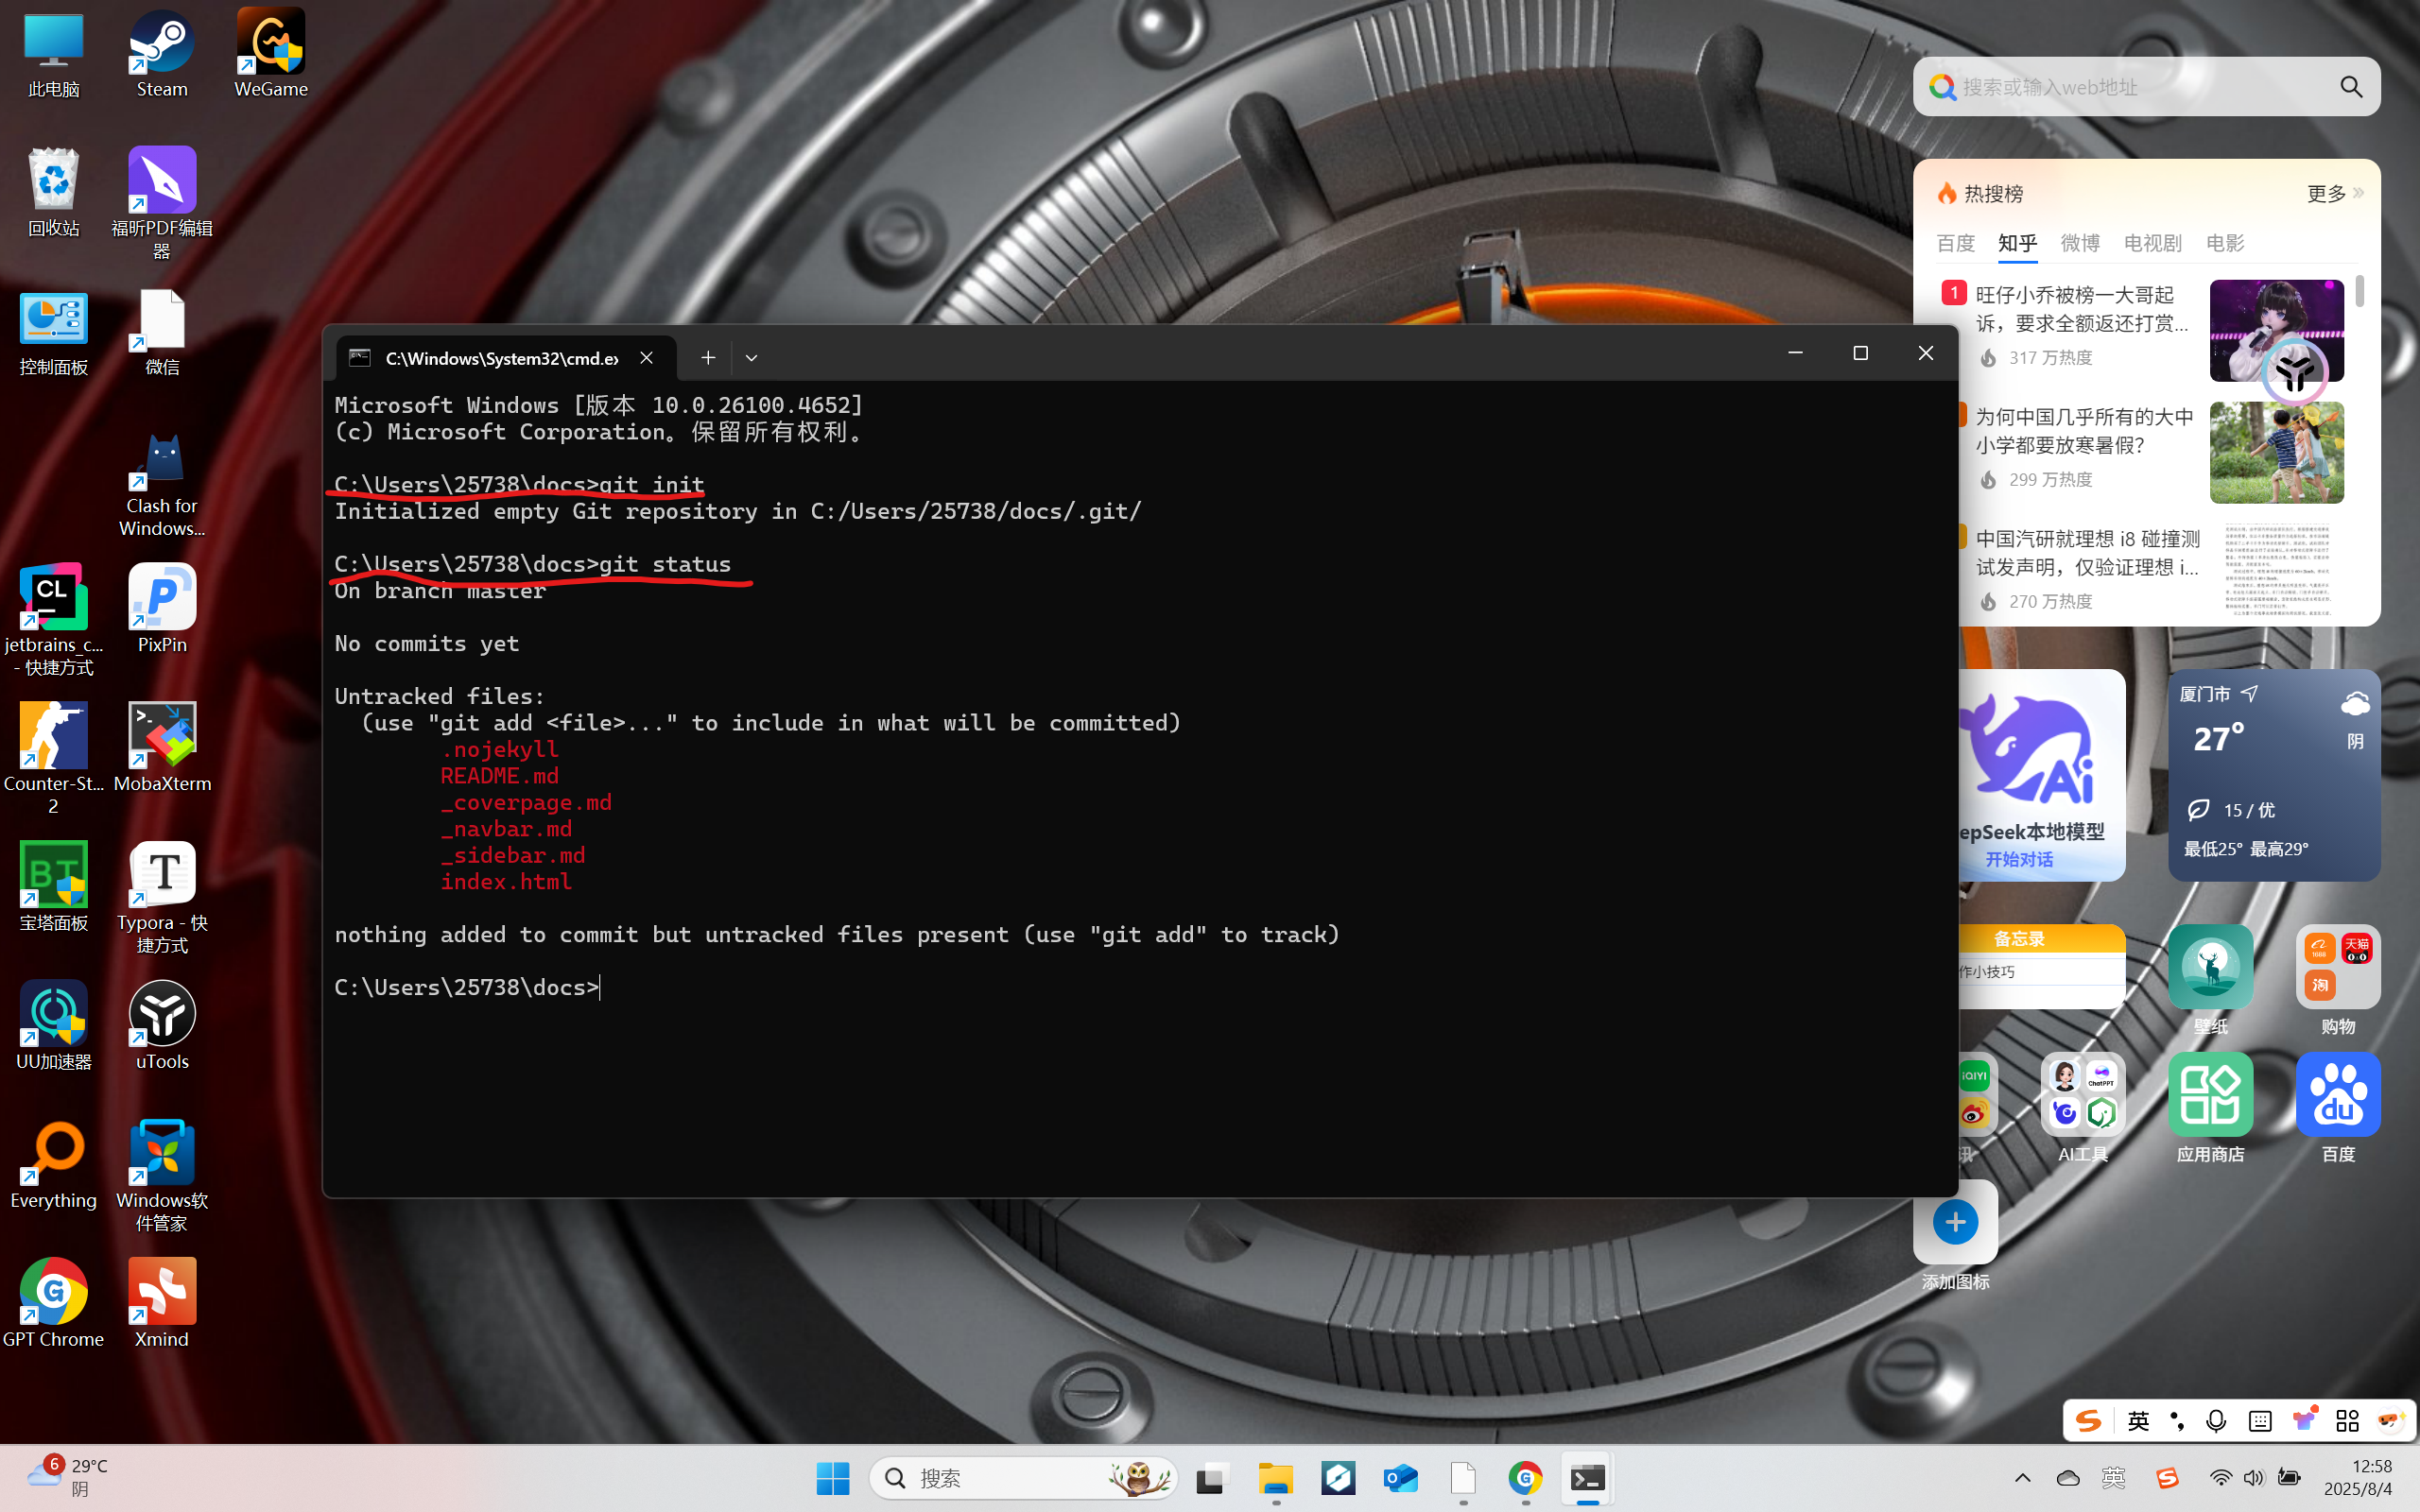 此电脑
Steam
WeGame
回收站
福昕PDF编辑
器
控制面板
微信
Clash for
Windows...
CL
jetbrains_c...
- 快捷方式
PixPin
Counter-St...
2
MobaXterm
BT
宝塔面板
Typora - 快
捷方式
UU加速器
uTools
Everything
Windows软
件管家
GPT Chrome
Xmind
C:\Windows\System32\cmd.ex
Microsoft Windows [版本 10.0.26100.4652]
(c) Microsoft Corporation。保留所有权利。
C:\Users\25738\docs>git init
Initialized empty Git repository in C:/Users/25738/docs/.git/
C:\Users\25738\docs>git status
On branch master
No commits yet
Untracked files:
(use "git add <file>..." to include in what will be committed)
.nojekyll
README.md
_coverpage.md
_navbar.md
_sidebar.md
index.html
nothing added to commit but untracked files present (use "git add" to track)
C:\Users\25738\docs>
搜索或输入web地址
热搜榜
更多
百度 知乎 微博 电视剧 电影
1 旺仔小乔被榜一大哥起
诉，要求全额返还打赏...
317 万热度
为何中国几乎所有的大中
小学都要放寒暑假？
299 万热度
中国汽研就理想 i8 碰撞测
试发声明，仅验证理想 i...
270 万热度
Ai
epSeek本地模型
开始对话
厦门市
27°
阴
15 / 优
最低25° 最高29°
备忘录
作小技巧
壁纸
天猫
淘
购物
iQIYI
讯
ChatPPT
AI工具
应用商店
du
百度
添加图标
英
6
29°C
阴
搜索
英
12:58
2025/8/4